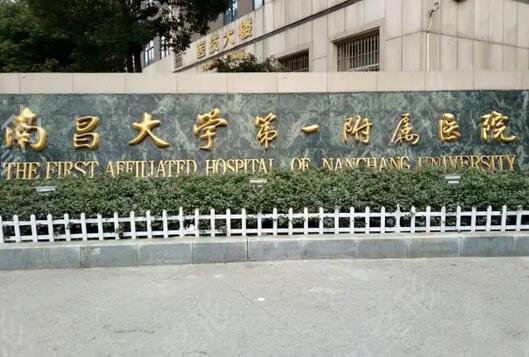 医技大楼
南昌大学第一附属医院
THE FIRST AFFILIATED HOSPITAL OF NANCHANG UNIVERSITY